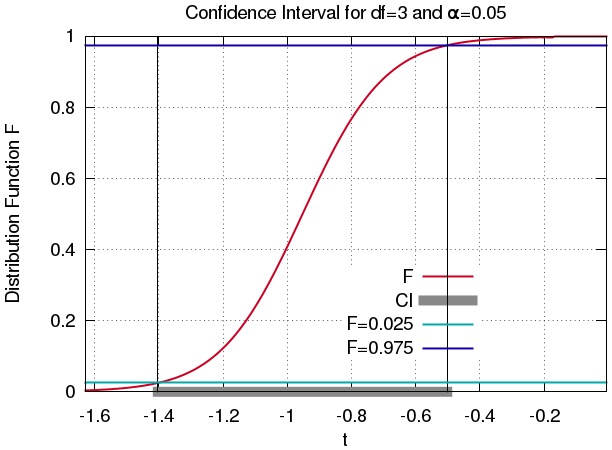 Confidence Interval for df=3 and α=0.05
Distribution Function F
1
0.8
0.6
0.4
0.2
0
F
CI
F=0.025
F=0.975
-1.6 -1.4 -1.2 -1 -0.8 -0.6 -0.4 -0.2
t